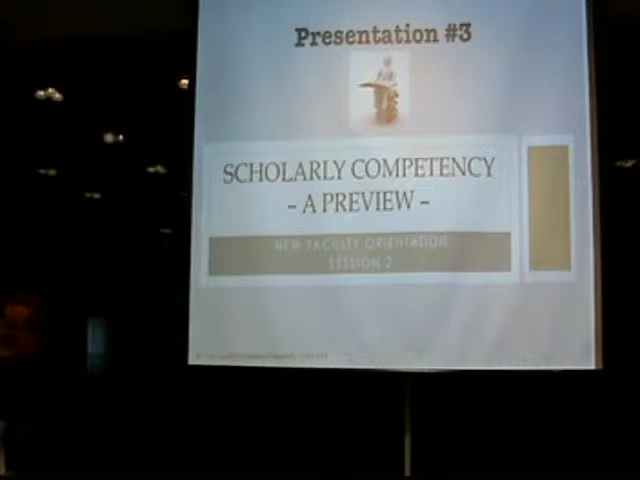 Presentation #3
SCHOLARLY COMPETENCY
– A PREVIEW –
NEW FACULTY ORIENTATION
SESSION 2